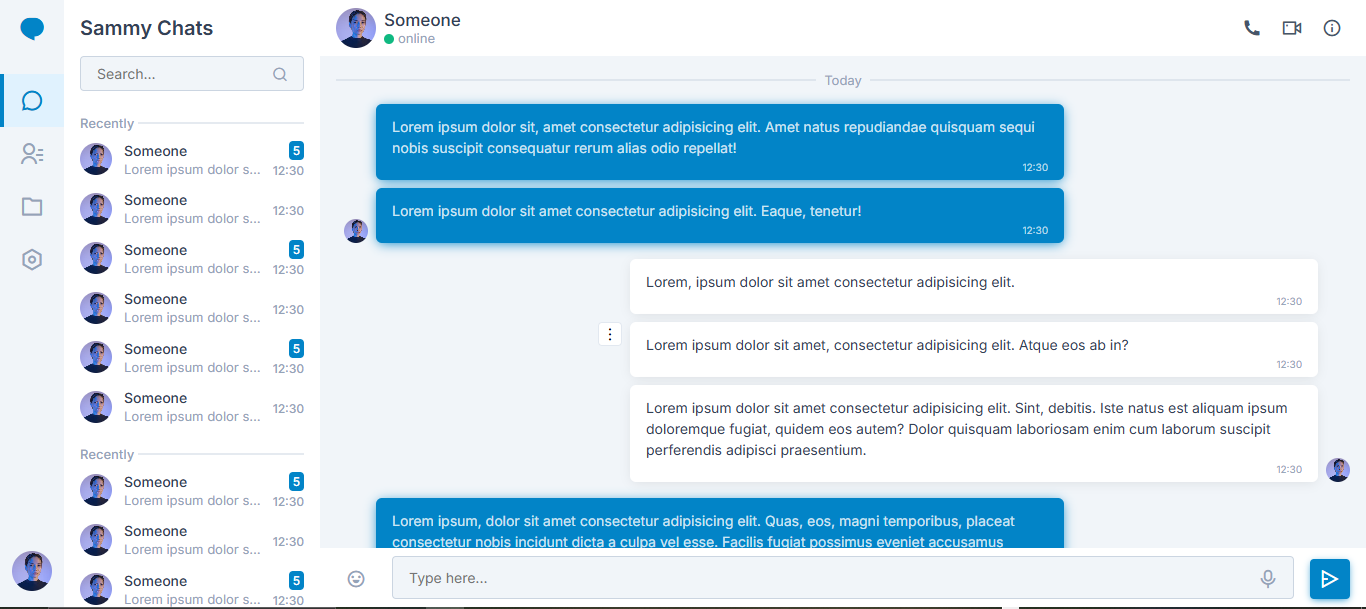 Sammy Chats
Search...
Recently
Someone
5
Lorem ipsum dolor s...
12:30
Someone
Lorem ipsum dolor s...
12:30
Someone
5
Lorem ipsum dolor s...
12:30
Someone
Lorem ipsum dolor s...
12:30
Someone
5
Lorem ipsum dolor s...
12:30
Someone
Lorem ipsum dolor s...
12:30
Recently
Someone
5
Lorem ipsum dolor s...
12:30
Someone
Lorem ipsum dolor s...
12:30
Someone
5
Lorem ipsum dolor s...
12:30
Someone
online
Today
Lorem ipsum dolor sit, amet consectetur adipisicing elit. Amet natus repudiandae quisquam sequi
nobis suscipit consequatur rerum alias odio repellat!
12:30
Lorem ipsum dolor sit amet consectetur adipisicing elit. Eaque, tenetur!
12:30
Lorem, ipsum dolor sit amet consectetur adipisicing elit.
12:30
Lorem ipsum dolor sit amet, consectetur adipisicing elit. Atque eos ab in?
12:30
Lorem ipsum dolor sit amet consectetur adipisicing elit. Sint, debitis. Iste natus est aliquam ipsum
doloremque fugiat, quidem eos autem? Dolor quisquam laboriosam enim cum laborum suscipit
perferendis adipisci praesentium.
12:30
Lorem ipsum, dolor sit amet consectetur adipisicing elit. Quas, eos, magni temporibus, placeat
consectetur nobis incidunt dicta a culpa vel esse. Facilis fugiat possimus eveniet accusamus
Type here...